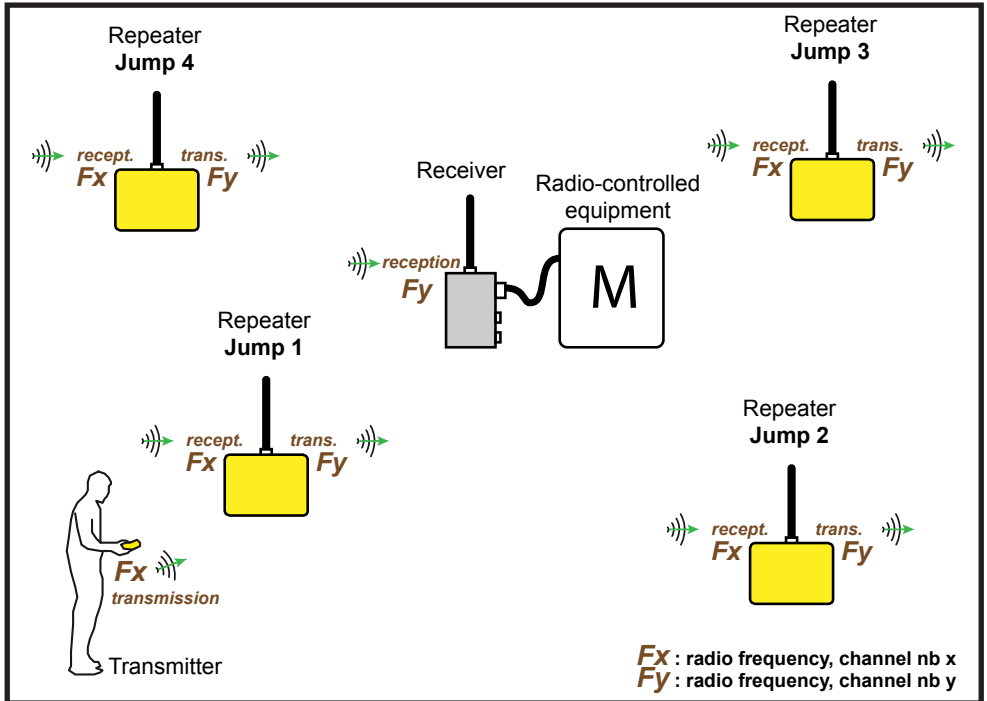 Repeater
Jump 4
recept. trans.
Fx Fy
Repeater
Jump 3
recept. trans.
Fx Fy
Receiver
reception
Fy
Radio-controlled
equipment
M
Repeater
Jump 1
recept. trans.
Fx Fy
Repeater
Jump 2
recept. trans.
Fx Fy
Fx
transmission
Transmitter
Fx : radio frequency, channel nb x
Fy : radio frequency, channel nb y